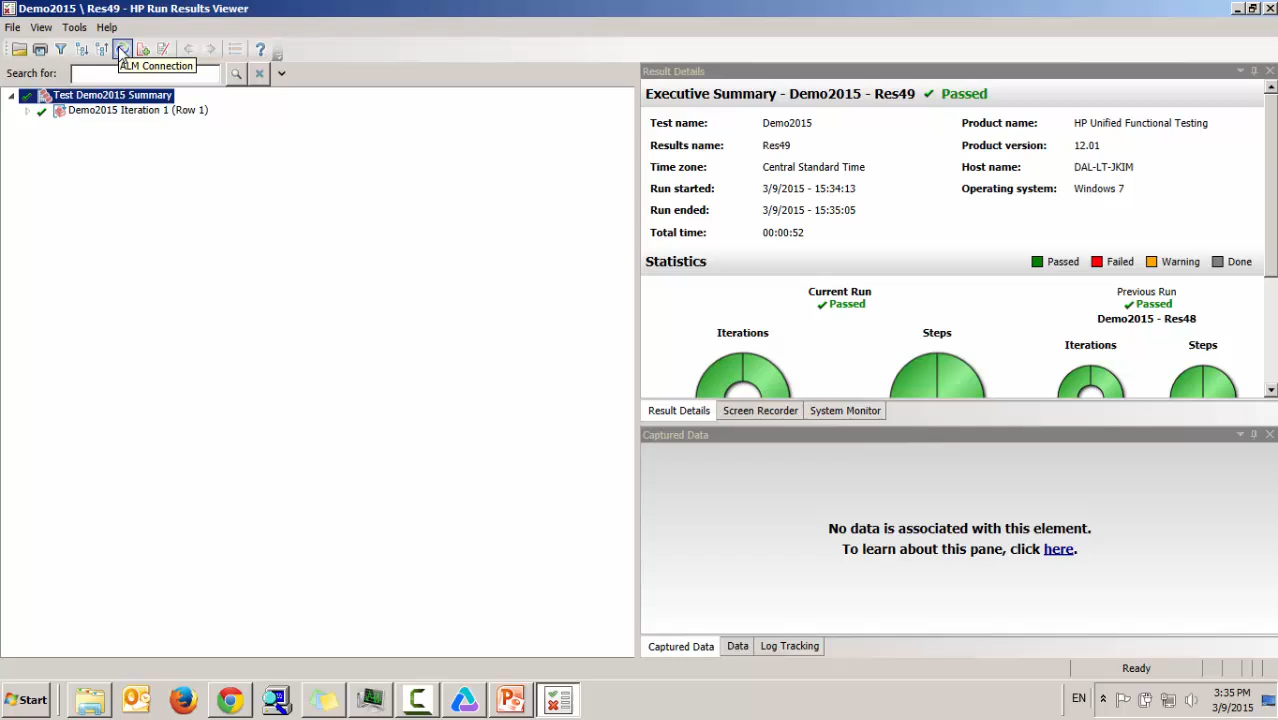 Demo2015 \ Res49 - HP Run Results Viewer
File View Tools Help
ALM Connection
Search for:
Test Demo2015 Summary
Demo2015 Iteration 1 (Row 1)
Result Details
Executive Summary - Demo2015 - Res49 Passed
Test name: Demo2015 Product name: HP Unified Functional Testing
Results name: Res49 Product version: 12.01
Time zone: Central Standard Time Host name: DAL-LT-JKIM
Run started: 3/9/2015 - 15:34:13 Operating system: Windows 7
Run ended: 3/9/2015 - 15:35:05
Total time: 00:00:52
Statistics Passed Failed Warning Done
Current Run Previous Run
Passed Passed
Demo2015 - Res48
Iterations Steps Iterations Steps
Result Details Screen Recorder System Monitor
Captured Data
No data is associated with this element.
To learn about this pane, click here.
Captured Data Data Log Tracking
Ready
Start EN 3:35 PM
3/9/2015